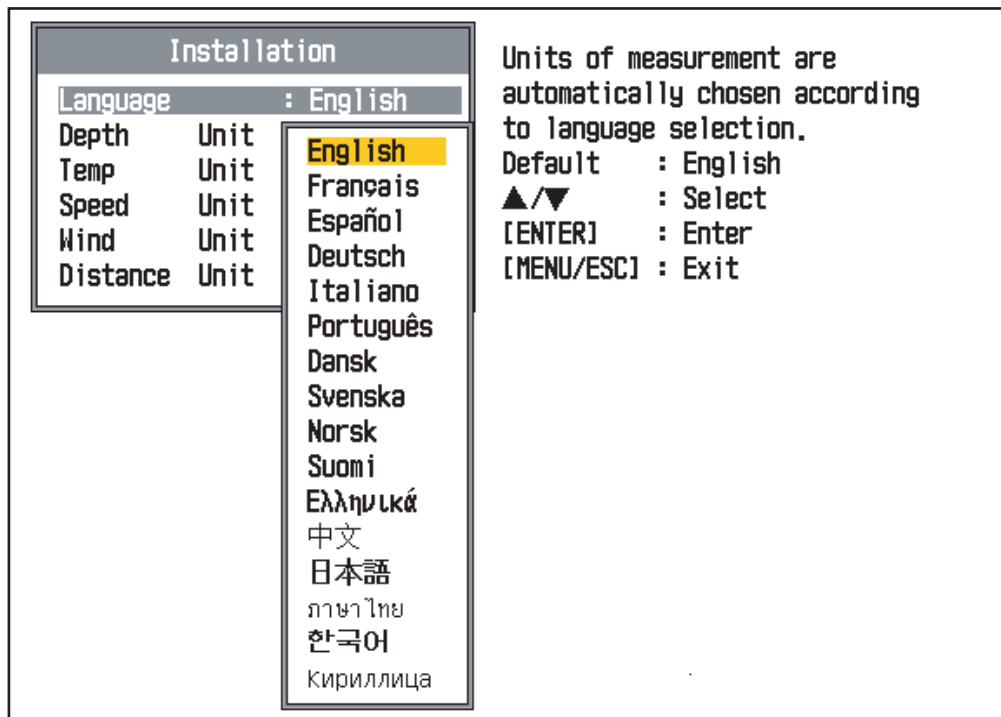 Installation
Language : English
Depth Unit
Temp Unit
Speed Unit
Wind Unit
Distance Unit
English
Français
Español
Deutsch
Italiano
Português
Dansk
Svenska
Norsk
Suomi
Ελληνικά
中文
日本語
ภาษาไทย
한국어
Кириллица
Units of measurement are
automatically chosen according
to language selection.
Default : English
▲/▼ : Select
[ENTER] : Enter
[MENU/ESC] : Exit